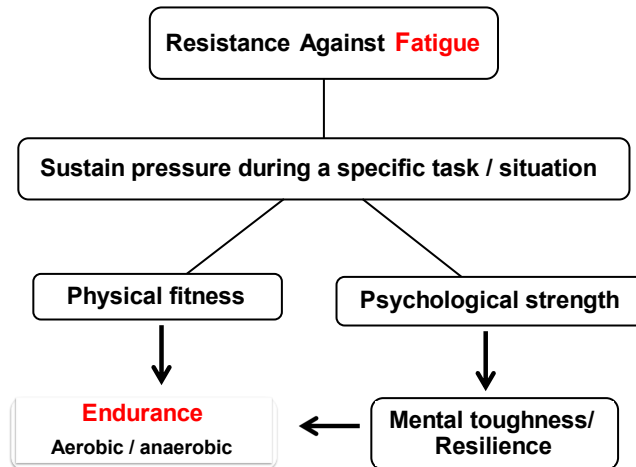 Resistance Against Fatigue
Sustain pressure during a specific task / situation
Physical fitness
Psychological strength
Endurance
Aerobic / anaerobic
Mental toughness/
Resilience